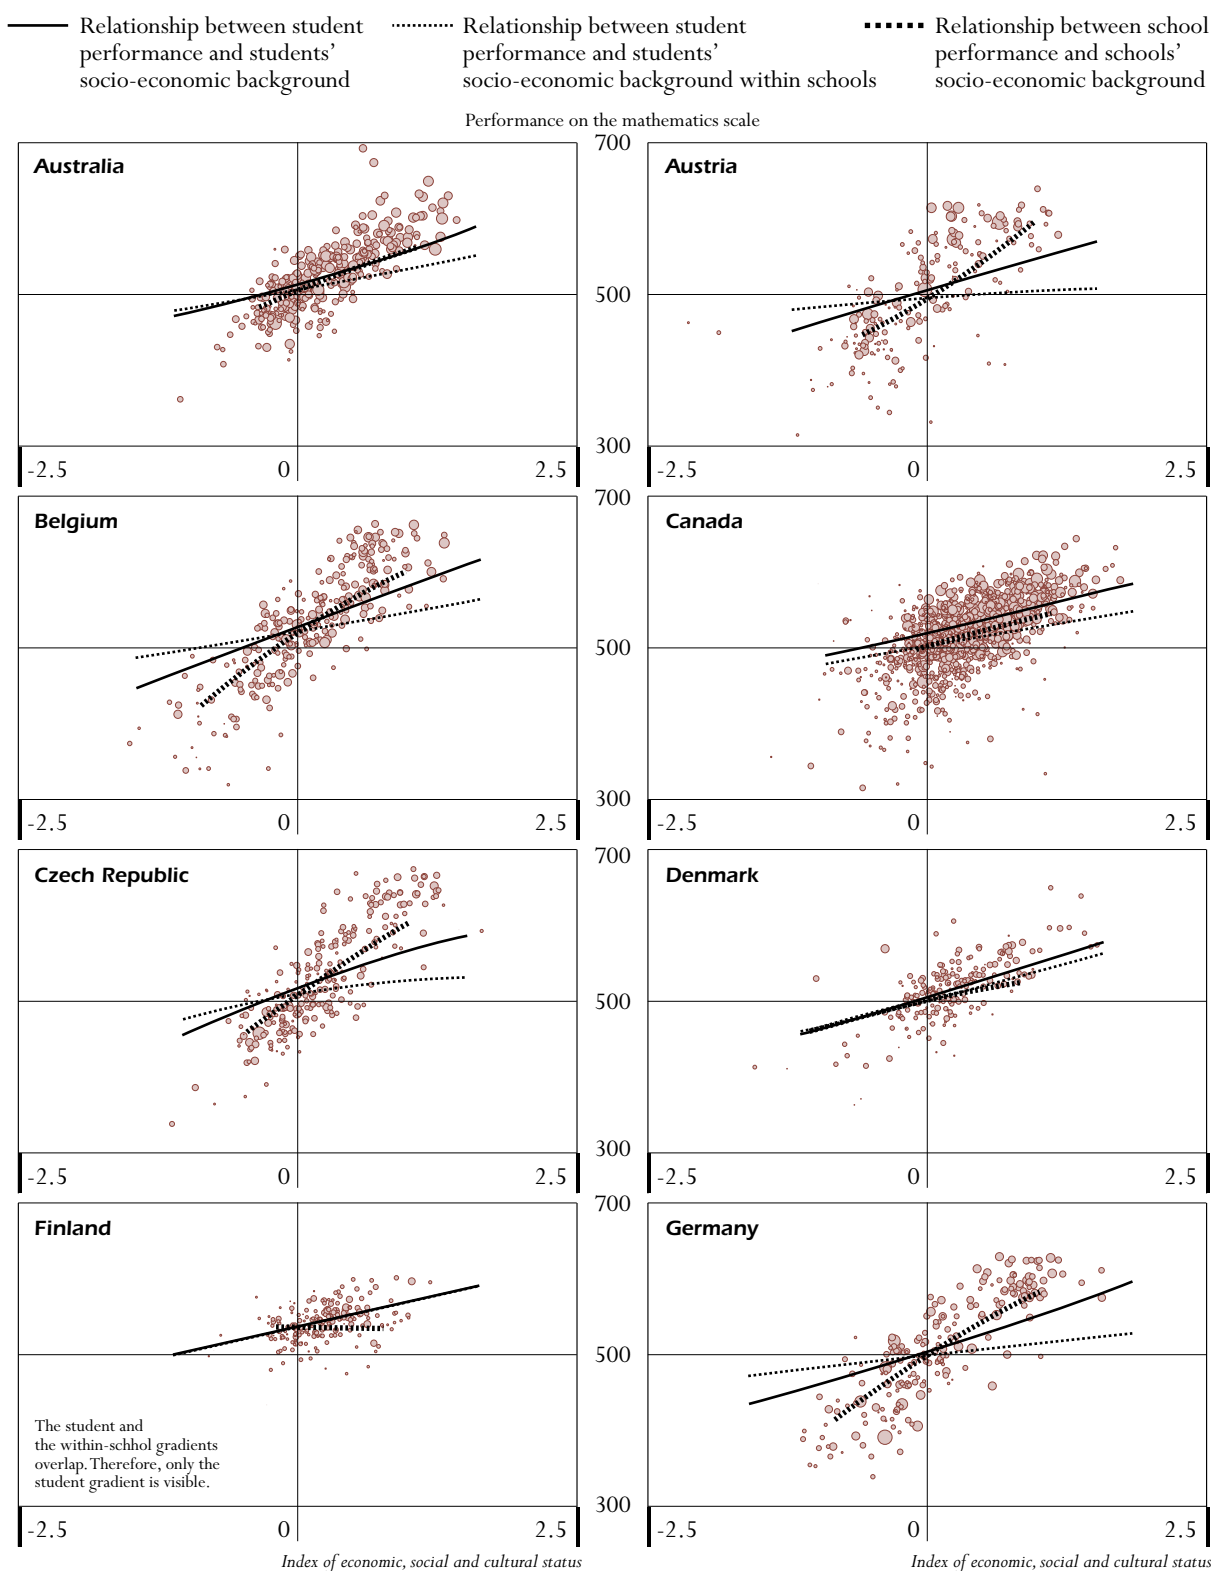 Relationship between student
performance and students'
socio-economic background
Relationship between student
performance and students'
socio-economic background within schools
Relationship between school
performance and schools'
socio-economic background
Performance on the mathematics scale
700
Australia
Austria
500
300
-2.5 0 2.5
-2.5 0 2.5
700
Belgium
Canada
500
300
-2.5 0 2.5
-2.5 0 2.5
700
Czech Republic
Denmark
500
300
-2.5 0 2.5
-2.5 0 2.5
700
Finland
Germany
500
The student and
the within-schhol gradients
overlap. Therefore, only the
student gradient is visible.
300
-2.5 0 2.5
-2.5 0 2.5
Index of economic, social and cultural status
Index of economic, social and cultural status